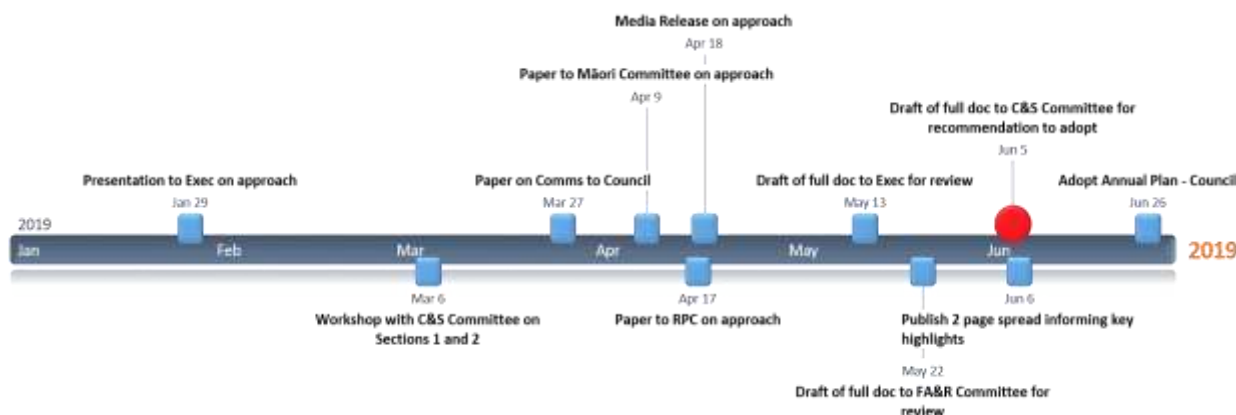 Media Release on approach
Apr 18
Paper to Māori Committee on approach
Apr 9
Draft of full doc to C&S Committee for
recommendation to adopt
Jun 5
Presentation to Exec on approach
Jan 29
Paper on Comms to Council
Mar 27
Draft of full doc to Exec for review
May 13
Adopt Annual Plan - Council
Jun 26
2019
Jan
Feb
Mar
Apr
May
Jun
2019
Mar 6
Workshop with C&S Committee on
Sections 1 and 2
Apr 17
Paper to RPC on approach
Jun 6
Publish 2 page spread informing key
highlights
May 22
Draft of full doc to FA&R Committee for
review